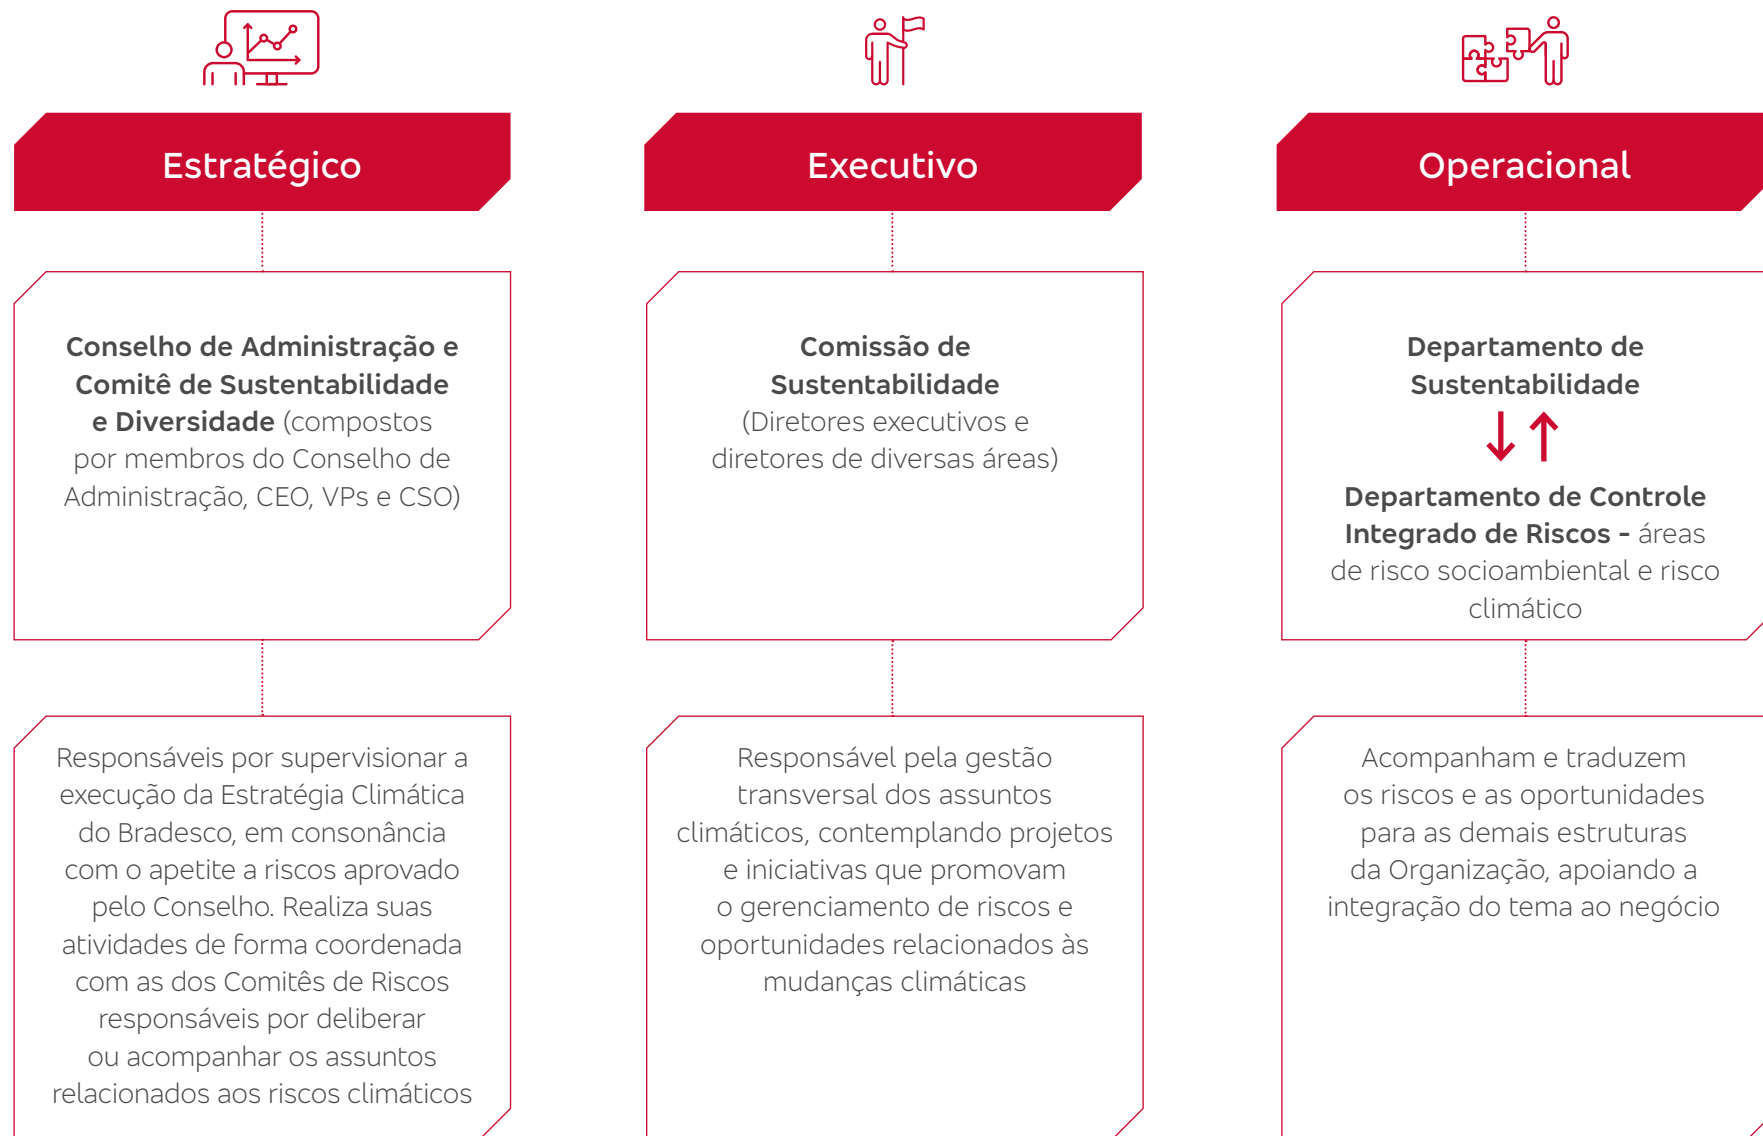 Estratégico
Conselho de Administração e
Comitê de Sustentabilidade
e Diversidade (compostos
por membros do Conselho de
Administração, CEO, VPs e CSO)
Responsáveis por supervisionar a
execução da Estratégia Climática
do Bradesco, em consonância
com o apetite a riscos aprovado
pelo Conselho. Realiza suas
atividades de forma coordenada
com as dos Comitês de Riscos
responsáveis por deliberar
ou acompanhar os assuntos
relacionados aos riscos climáticos
Executivo
Comissão de
Sustentabilidade
(Diretores executivos e
diretores de diversas áreas)
Responsável pela gestão
transversal dos assuntos
climáticos, contemplando projetos
e iniciativas que promovam
o gerenciamento de riscos e
oportunidades relacionados às
mudanças climáticas
Operacional
Departamento de
Sustentabilidade
Departamento de Controle
Integrado de Riscos - áreas
de risco socioambiental e risco
climático
Acompanham e traduzem
os riscos e as oportunidades
para as demais estruturas
da Organização, apoiando a
integração do tema ao negócio